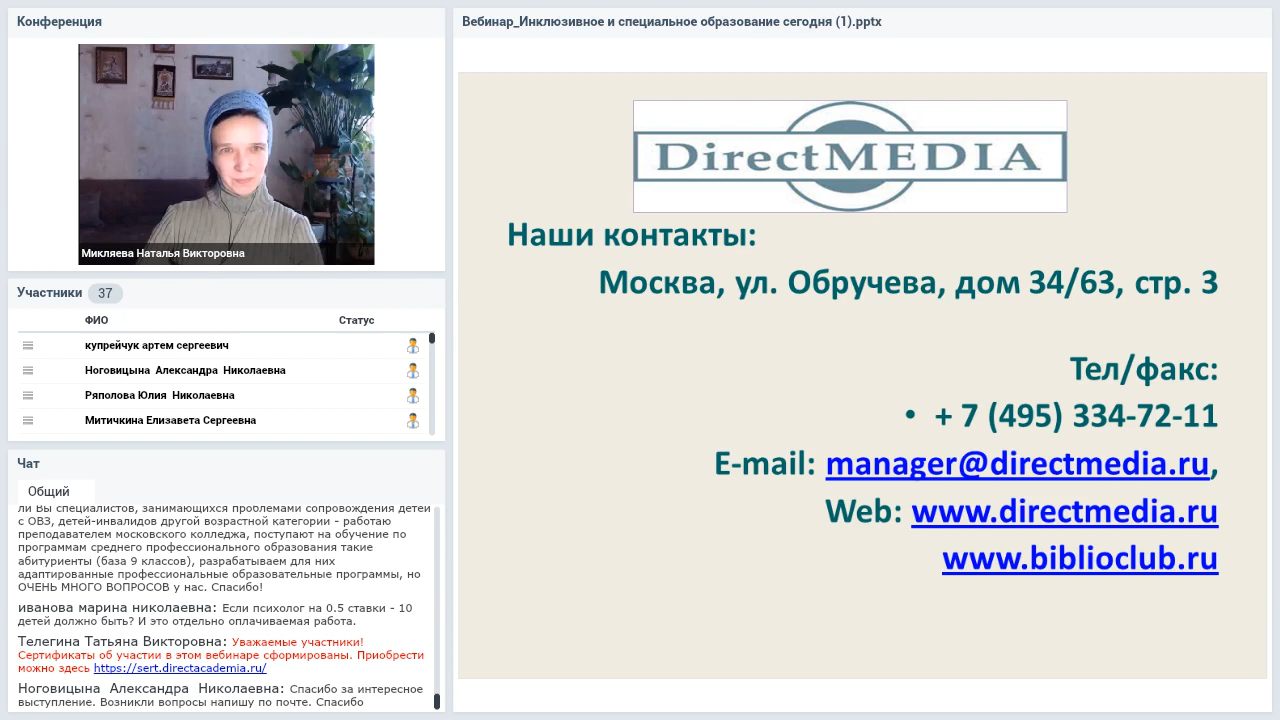 Конференция
Микляева Наталья Викторовна
Участники 37
ФИО Статус
купрейчук артем сергеевич
Ноговицына Александра Николаевна
Ряполова Юлия Николаевна
Митичкина Елизавета Сергеевна
Чат
Общий
ли Вы специалистов, занимающихся проблемами сопровождения детей
с ОВЗ, детей-инвалидов другой возрастной категории - работаю
преподавателем московского колледжа, поступают на обучение по
программам среднего профессионального образования такие
абитуриенты (база 9 классов), разрабатываем для них
адаптированные профессиональные образовательные программы, но
ОЧЕНЬ МНОГО ВОПРОСОВ у нас. Спасибо!
иванова марина николаевна: Если психолог на 0.5 ставки - 10
детей должно быть? И это отдельно оплачиваемая работа.
Телегина Татьяна Викторовна: Уважаемые участники!
Сертификаты об участии в этом вебинаре сформированы. Приобрести
можно здесь https://sert.directacademia.ru/
Ноговицына Александра Николаевна: Спасибо за интересное
выступление. Возникли вопросы напишу по почте. Спасибо
Вебинар_Инклюзивное и специальное образование сегодня (1).pptx
DirectMEDIA
Наши контакты:
Москва, ул. Обручева, дом 34/63, стр. 3
Тел/факс:
• + 7 (495) 334-72-11
E-mail: manager@directmedia.ru,
Web: www.directmedia.ru
www.biblioclub.ru